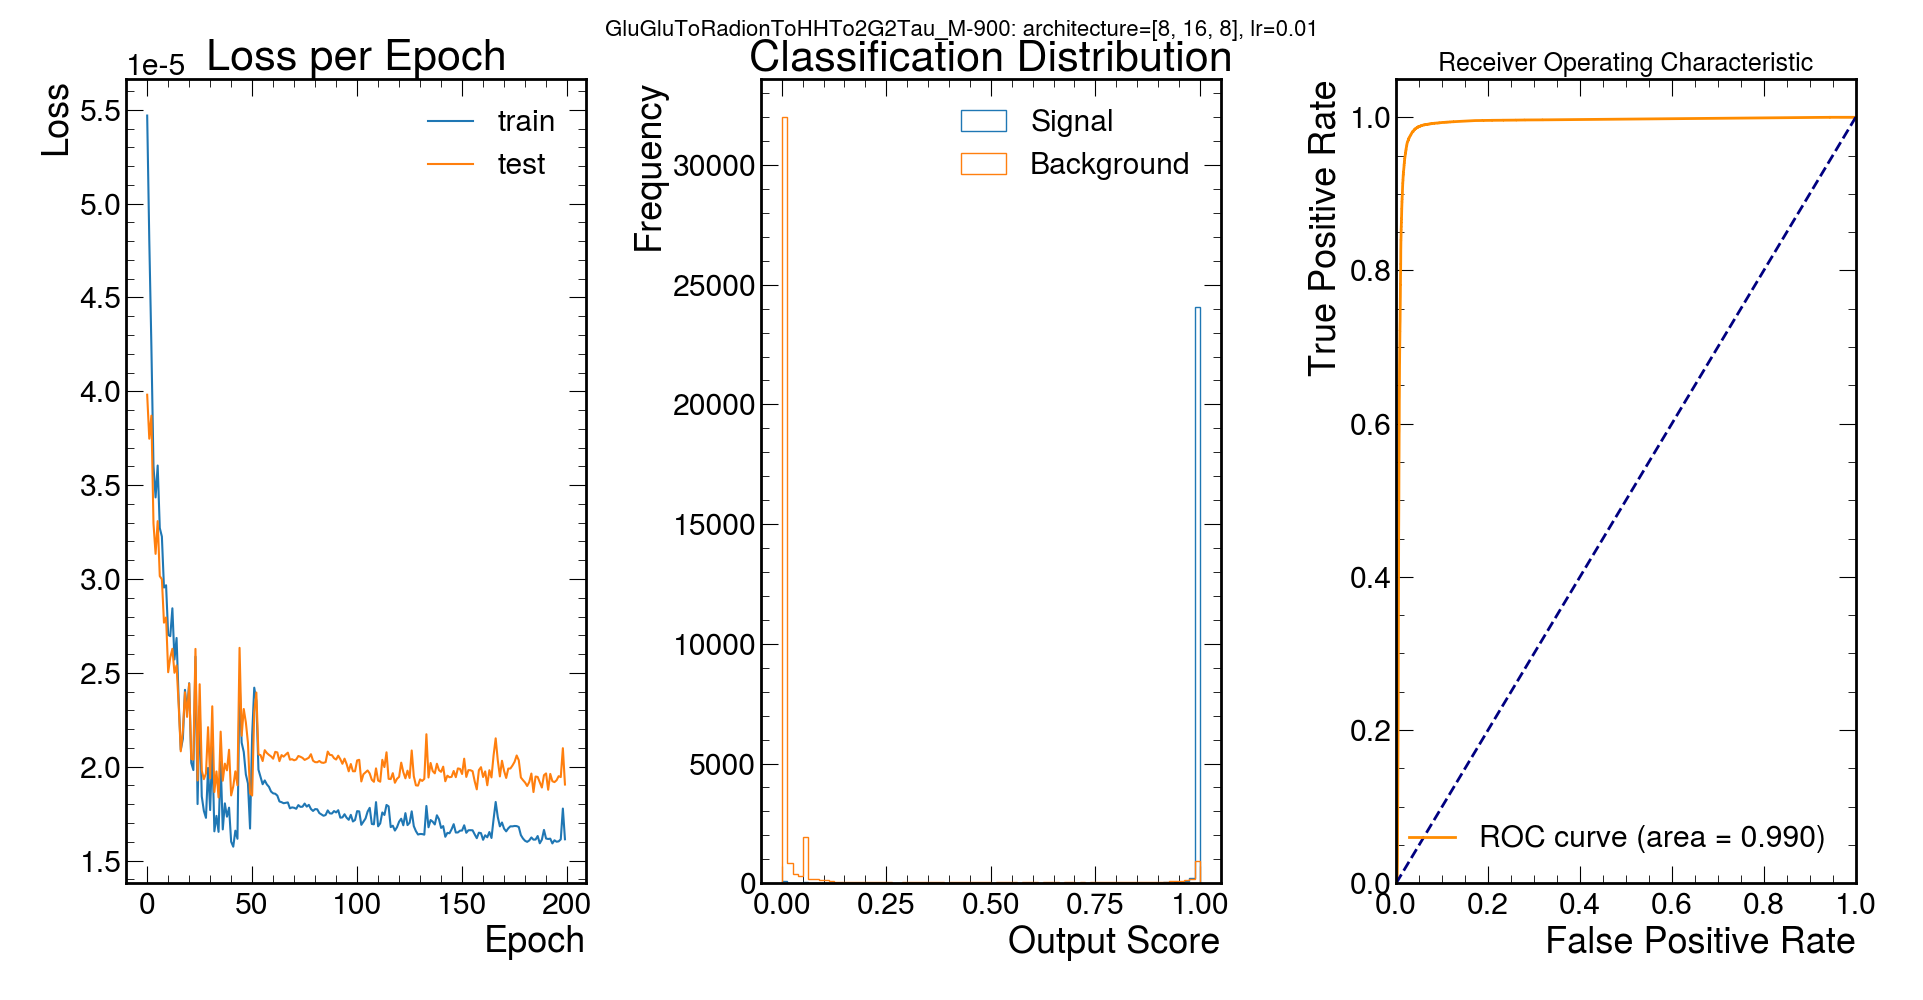 GluGluToRadionToHHTo2G2Tau_M-900: architecture=[8, 16, 8], lr=0.01
Loss per Epoch
1e-5
Loss
5.5
5.0
4.5
4.0
3.5
3.0
2.5
2.0
1.5
train
test
0 50 100 150 200
Epoch
Classification Distribution
Frequency
30000
25000
20000
15000
10000
5000
0
Signal
Background
0.00 0.25 0.50 0.75 1.00
Output Score
Receiver Operating Characteristic
True Positive Rate
1.0
0.8
0.6
0.4
0.2
0.0
ROC curve (area = 0.990)
0.0 0.2 0.4 0.6 0.8 1.0
False Positive Rate